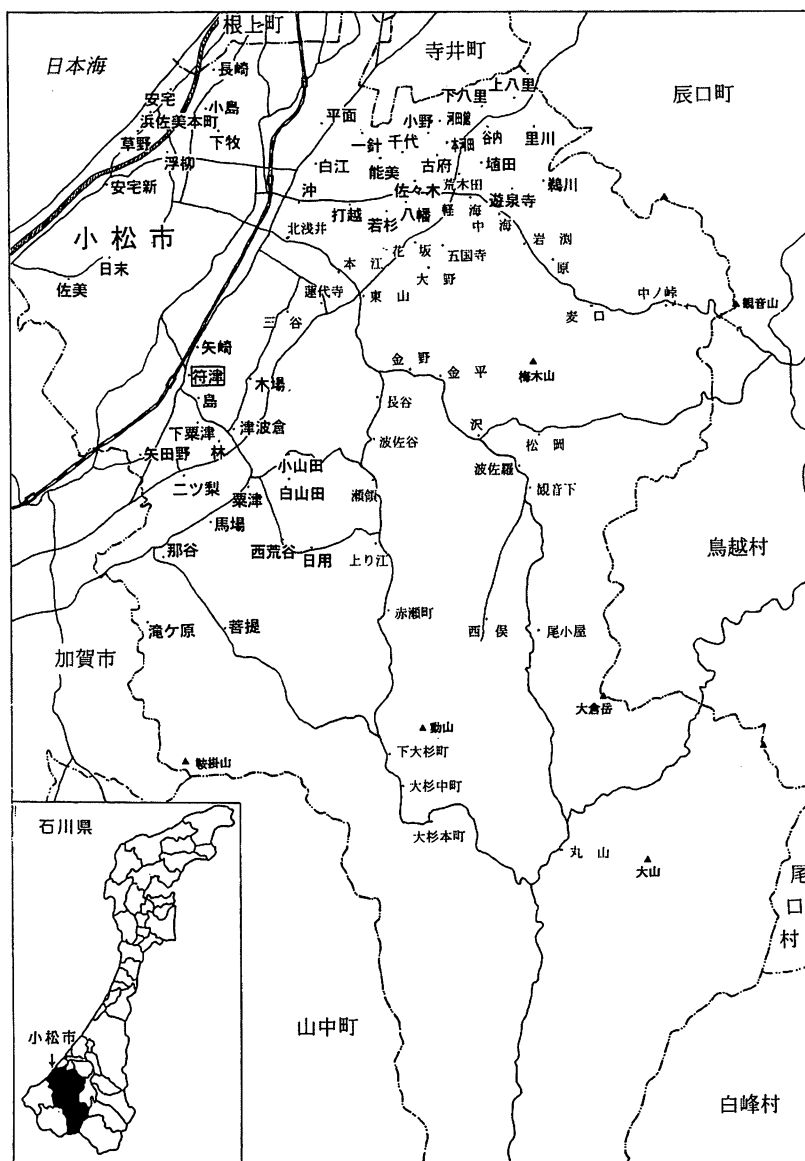 根上町
日本海
長崎
寺井町
上八里
下八里
辰口町
安宅
小島
浜佐美本町
平面
小野
河田館
草野
下牧
一針
千代
本河田
谷内
里川
浮柳
白江
能美
古府
埴田
安宅新
沖
佐々木
荒木田
鵜川
遊泉寺
打越
若杉
八幡
軽海
中海
小松市
北浅井
花坂
五国寺
岩渕
日末
本江
大野
原
佐美
蓮代寺
東山
中ノ峠
観音山
三谷
麦口
矢崎
金野
金平
梅木山
符津
木場
島
長谷
下粟津
津波倉
沢
矢田野
林
波佐谷
松岡
小山田
波佐羅
二ツ梨
粟津
白山田
瀬領
観音下
馬場
鳥越村
那谷
西荒谷
日用
上り江
赤瀬町
滝ケ原
菩提
西俣
尾小屋
加賀市
大倉岳
動山
下大杉町
鞍掛山
大杉中町
石川県
大杉本町
丸山
大山
尾口村
小松市
山中町
白峰村